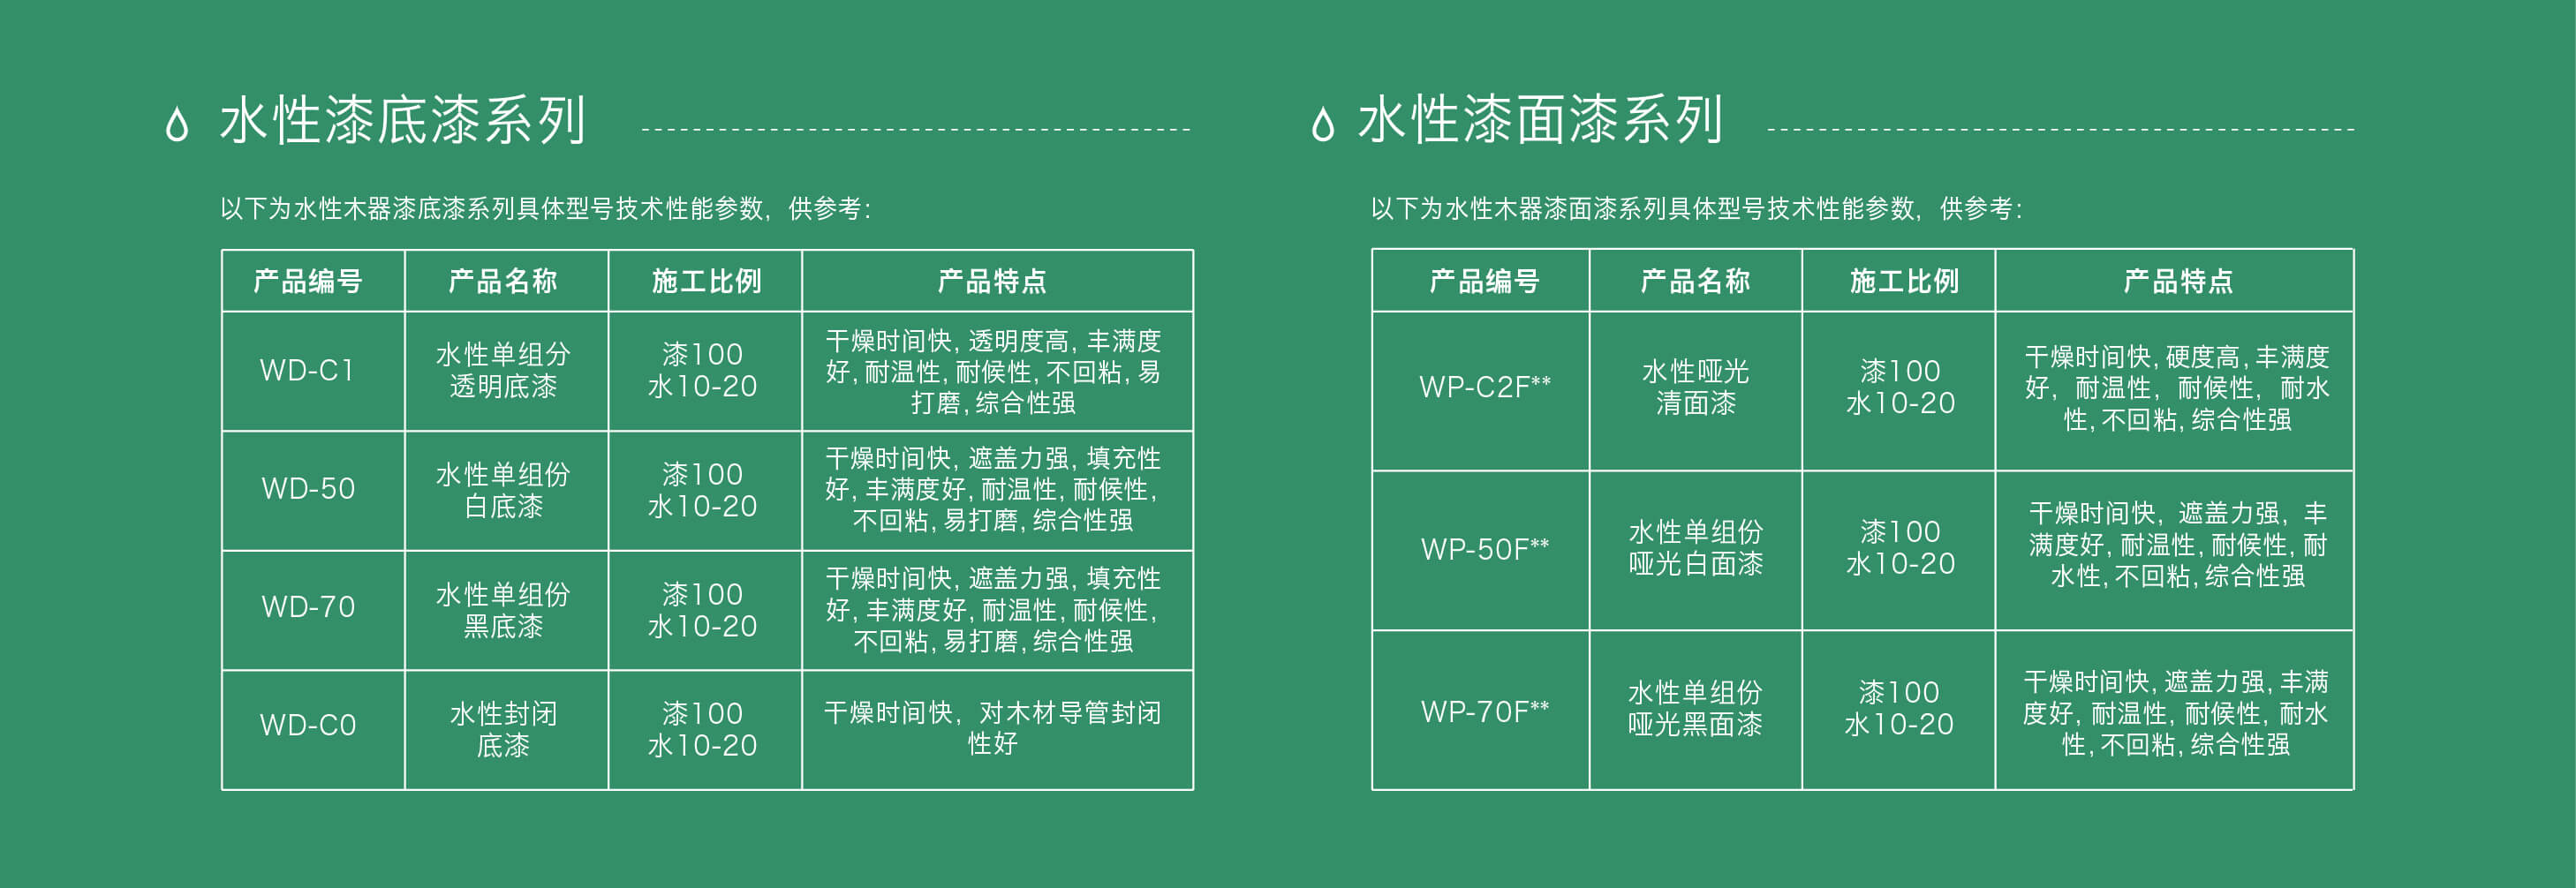 水性漆底漆系列
以下为水性木器漆底漆系列具体型号技术性能参数，供参考：
产品编号 产品名称 施工比例 产品特点
WD-C1
水性单组分
透明底漆
漆100
水10-20
干燥时间快，透明度高，丰满度
好，耐温性，耐候性，不回粘，易
打磨，综合性强
WD-50
水性单组份
白底漆
漆100
水10-20
干燥时间快，遮盖力强，填充性
好，丰满度好，耐温性，耐候性，
不回粘，易打磨，综合性强
WD-70
水性单组份
黑底漆
漆100
水10-20
干燥时间快，遮盖力强，填充性
好，丰满度好，耐温性，耐候性，
不回粘，易打磨，综合性强
WD-C0
水性封闭
底漆
漆100
水10-20
干燥时间快，对木材导管封闭
性好
水性漆面漆系列
以下为水性木器漆面漆系列具体型号技术性能参数，供参考：
产品编号 产品名称 施工比例 产品特点
WP-C2F**
水性哑光
清面漆
漆100
水10-20
干燥时间快，硬度高，丰满度
好，耐温性，耐候性，耐水
性，不回粘，综合性强
WP-50F**
水性单组份
哑光白面漆
漆100
水10-20
干燥时间快，遮盖力强，丰
满度好，耐温性，耐候性，耐
水性，不回粘，综合性强
WP-70F**
水性单组份
哑光黑面漆
漆100
水10-20
干燥时间快，遮盖力强，丰满
度好，耐温性，耐候性，耐水
性，不回粘，综合性强